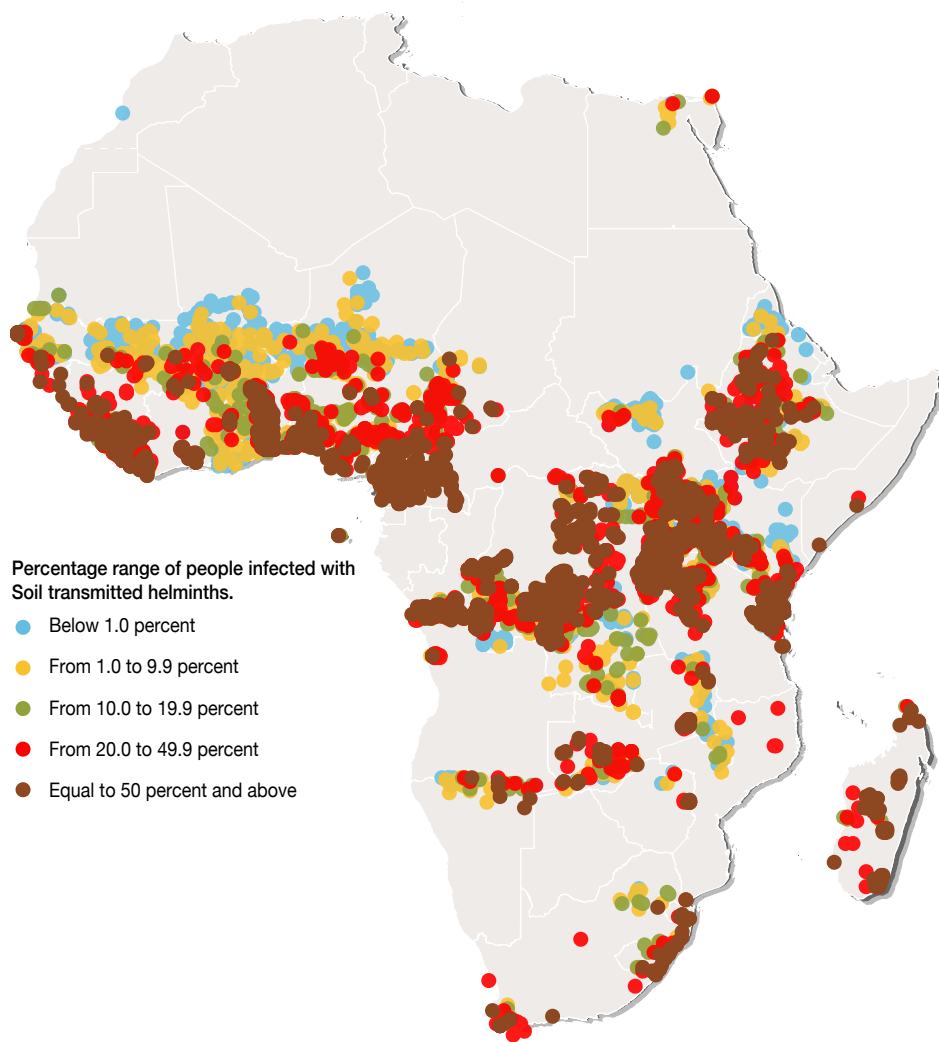 Percentage range of people infected with
Soil transmitted helminths.
Below 1.0 percent
From 1.0 to 9.9 percent
From 10.0 to 19.9 percent
From 20.0 to 49.9 percent
Equal to 50 percent and above